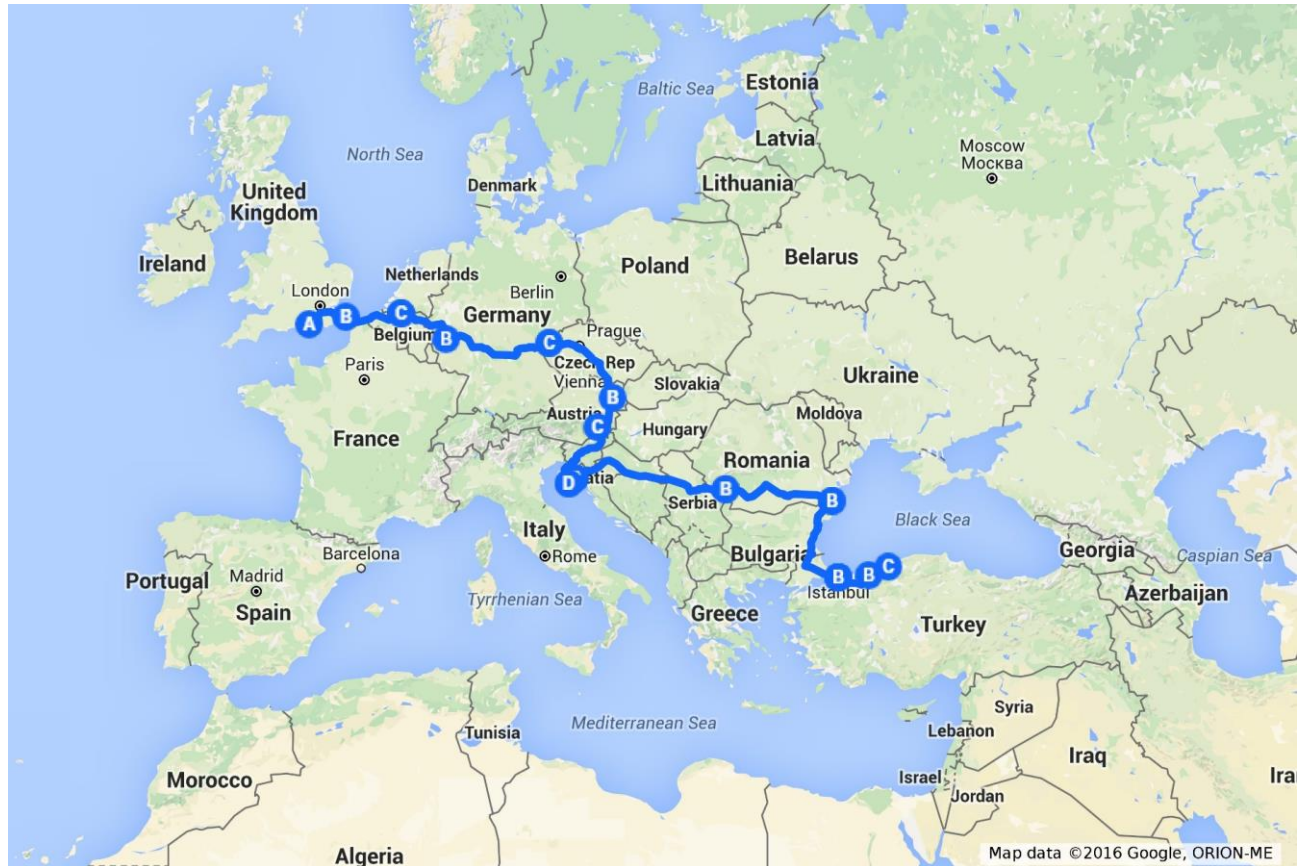 Estonia
Baltic Sea
Latvia
Moscow
Москва
North Sea
Denmark
Lithuania
United
Kingdom
Belarus
Ireland
Netherlands
Poland
London
Berlin
A
B
C
Germany
Belgium
B
C
Prague
Czech Rep
Paris
Vienna
Slovakia
Ukraine
B
Austria
C
Hungary
Moldova
France
Romania
D
atia
Serbia
B
B
Black Sea
Italy
Rome
Bulgaria
Georgia
Caspian Sea
Barcelona
Portugal
Madrid
Spain
B
B
C
Istanbul
Azerbaijan
Tyrrhenian Sea
Greece
Turkey
Mediterranean Sea
Syria
Tunisia
Lebanon
Iraq
Israel
Iran
Morocco
Jordan
Algeria
Map data ©2016 Google, ORION-ME